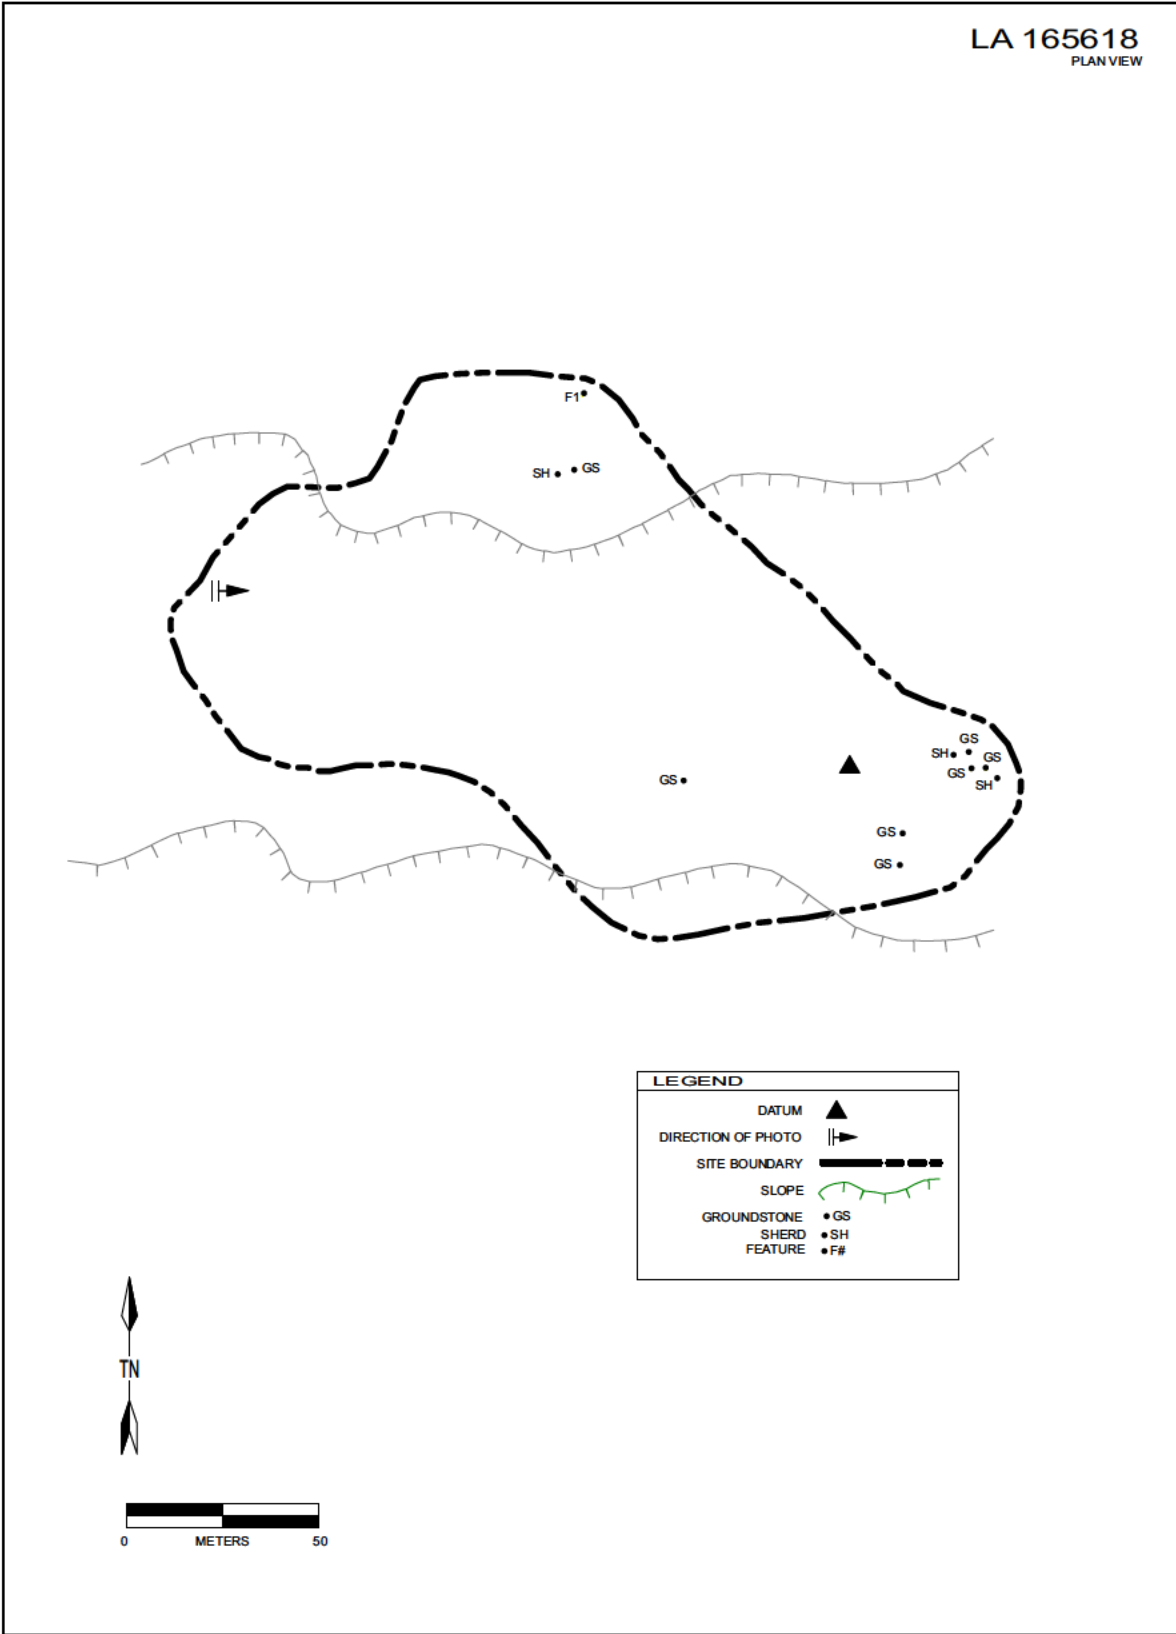 LA 165618
PLAN VIEW
F1
SH GS
GS
SH GS
GS
SH
GS
GS
GS
LEGEND
DATUM
DIRECTION OF PHOTO
SITE BOUNDARY
SLOPE
GROUNDSTONE GS
SHERD SH
FEATURE F#
TN
0 METERS 50